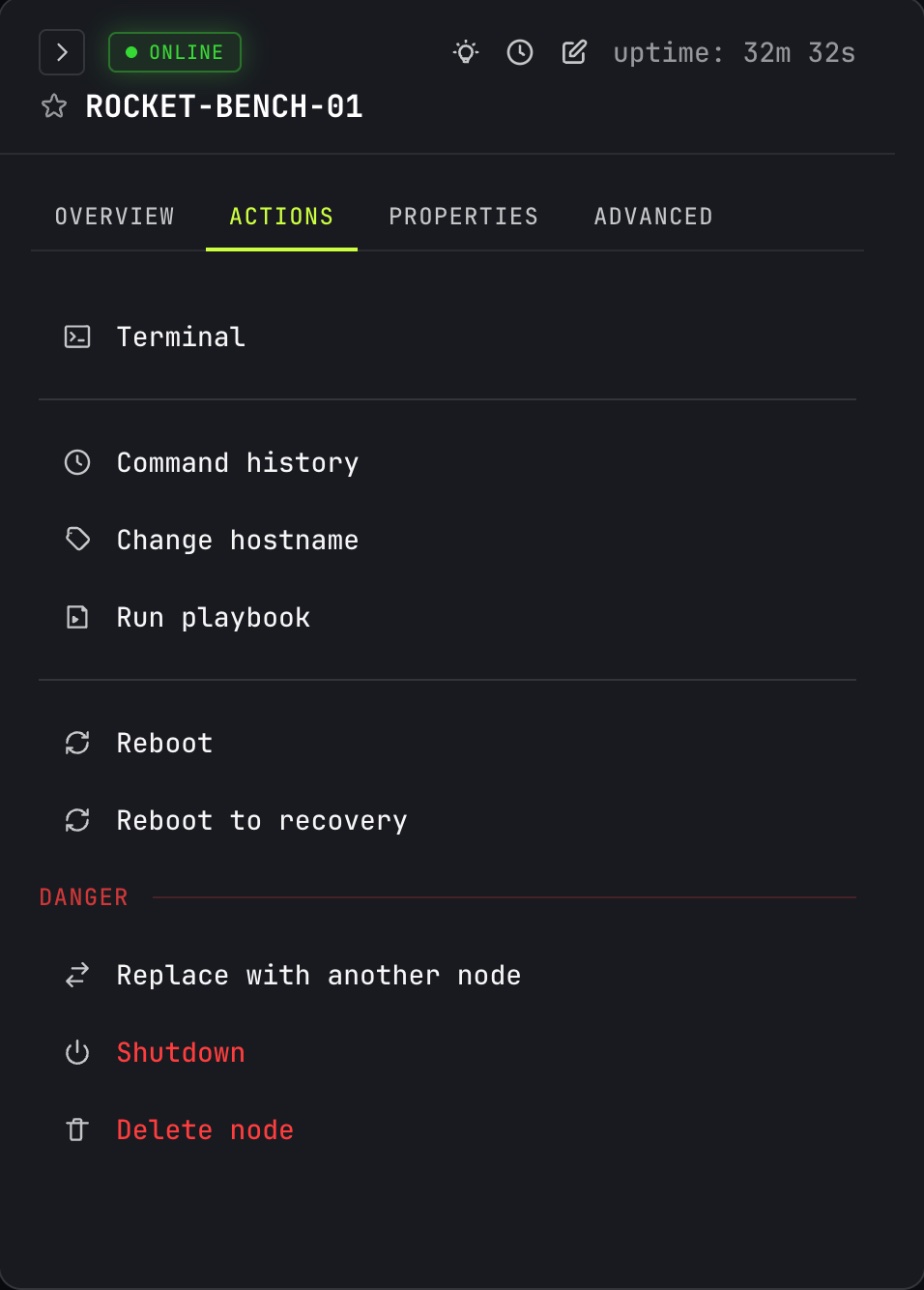 ONLINE
uptime: 32m 32s
ROCKET-BENCH-01
OVERVIEW ACTIONS PROPERTIES ADVANCED
Terminal
Command history
Change hostname
Run playbook
Reboot
Reboot to recovery
DANGER
Replace with another node
Shutdown
Delete node